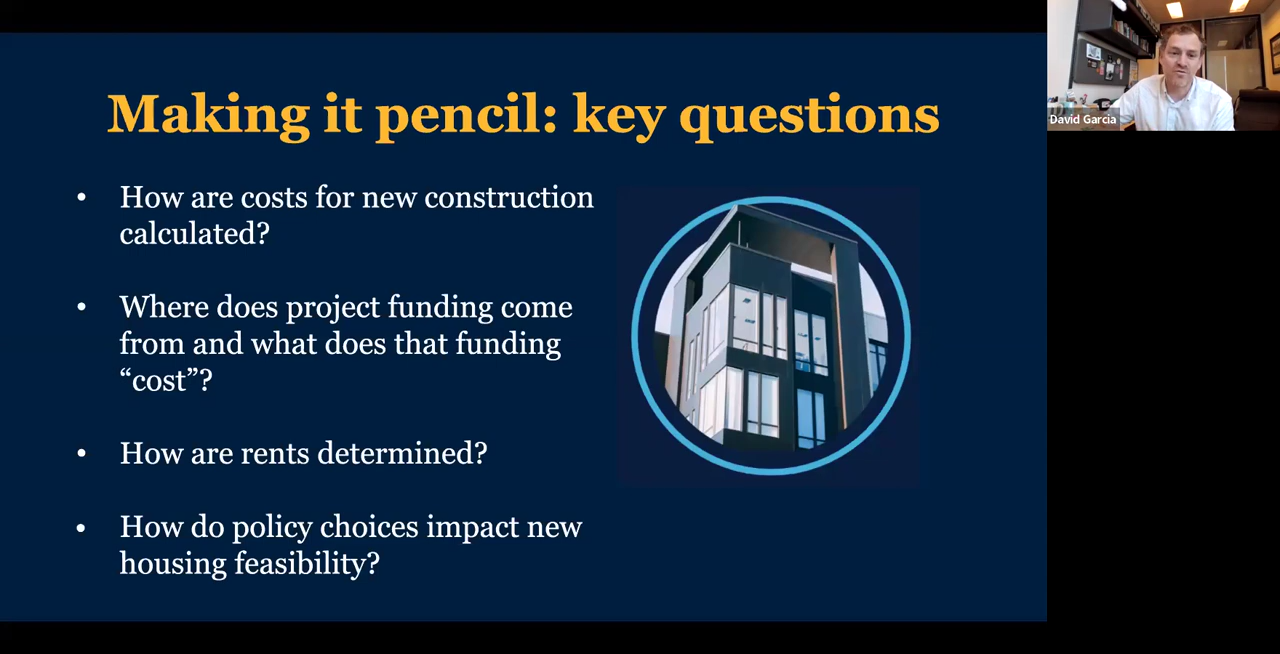 Making it pencil: key questions
• How are costs for new construction
calculated?
• Where does project funding come
from and what does that funding
“cost”?
• How are rents determined?
• How do policy choices impact new
housing feasibility?
David Garcia